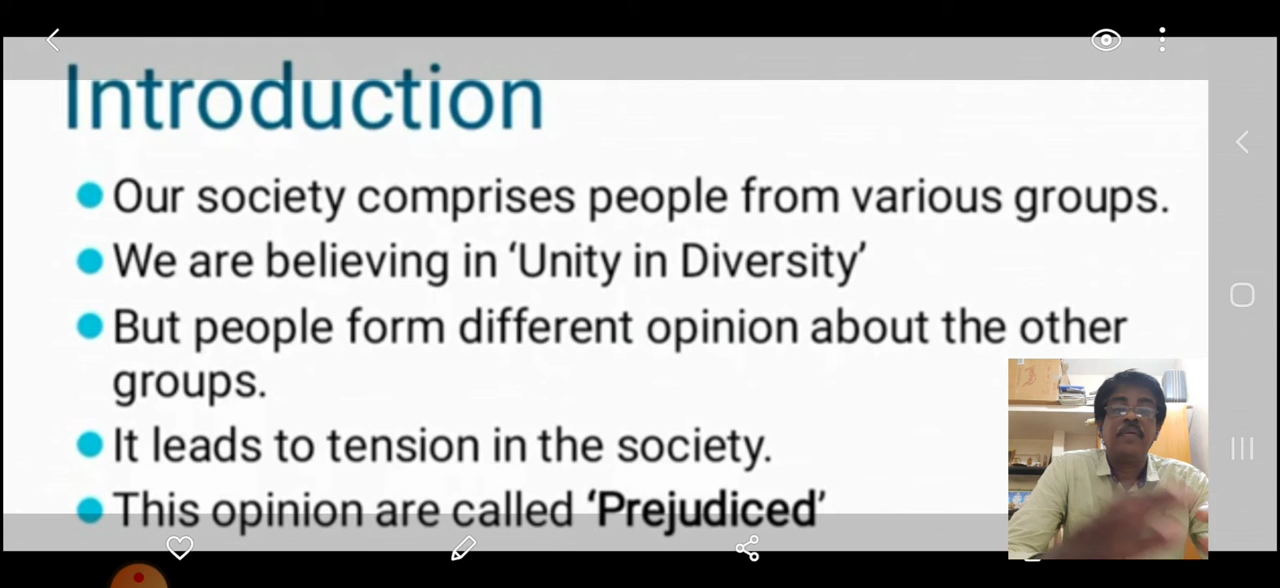 Introduction
Our society comprises people from various groups.
We are believing in ‘Unity in Diversity’
But people form different opinion about the other
groups.
It leads to tension in the society.
This opinion are called ‘Prejudiced’